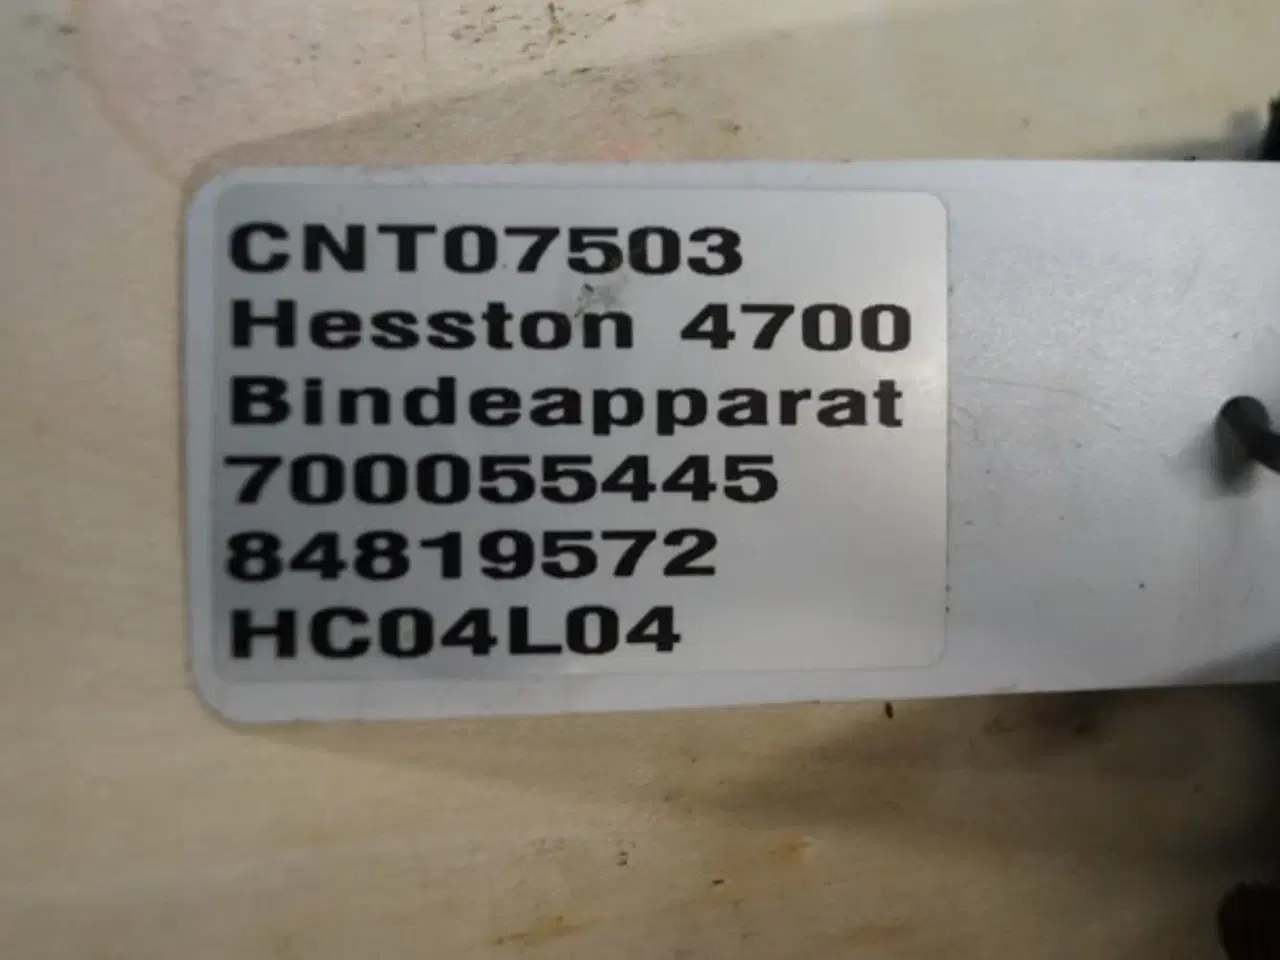 CNT07503
Hesston 4700
Bindeapparat
700055445
84819572
HC04L04